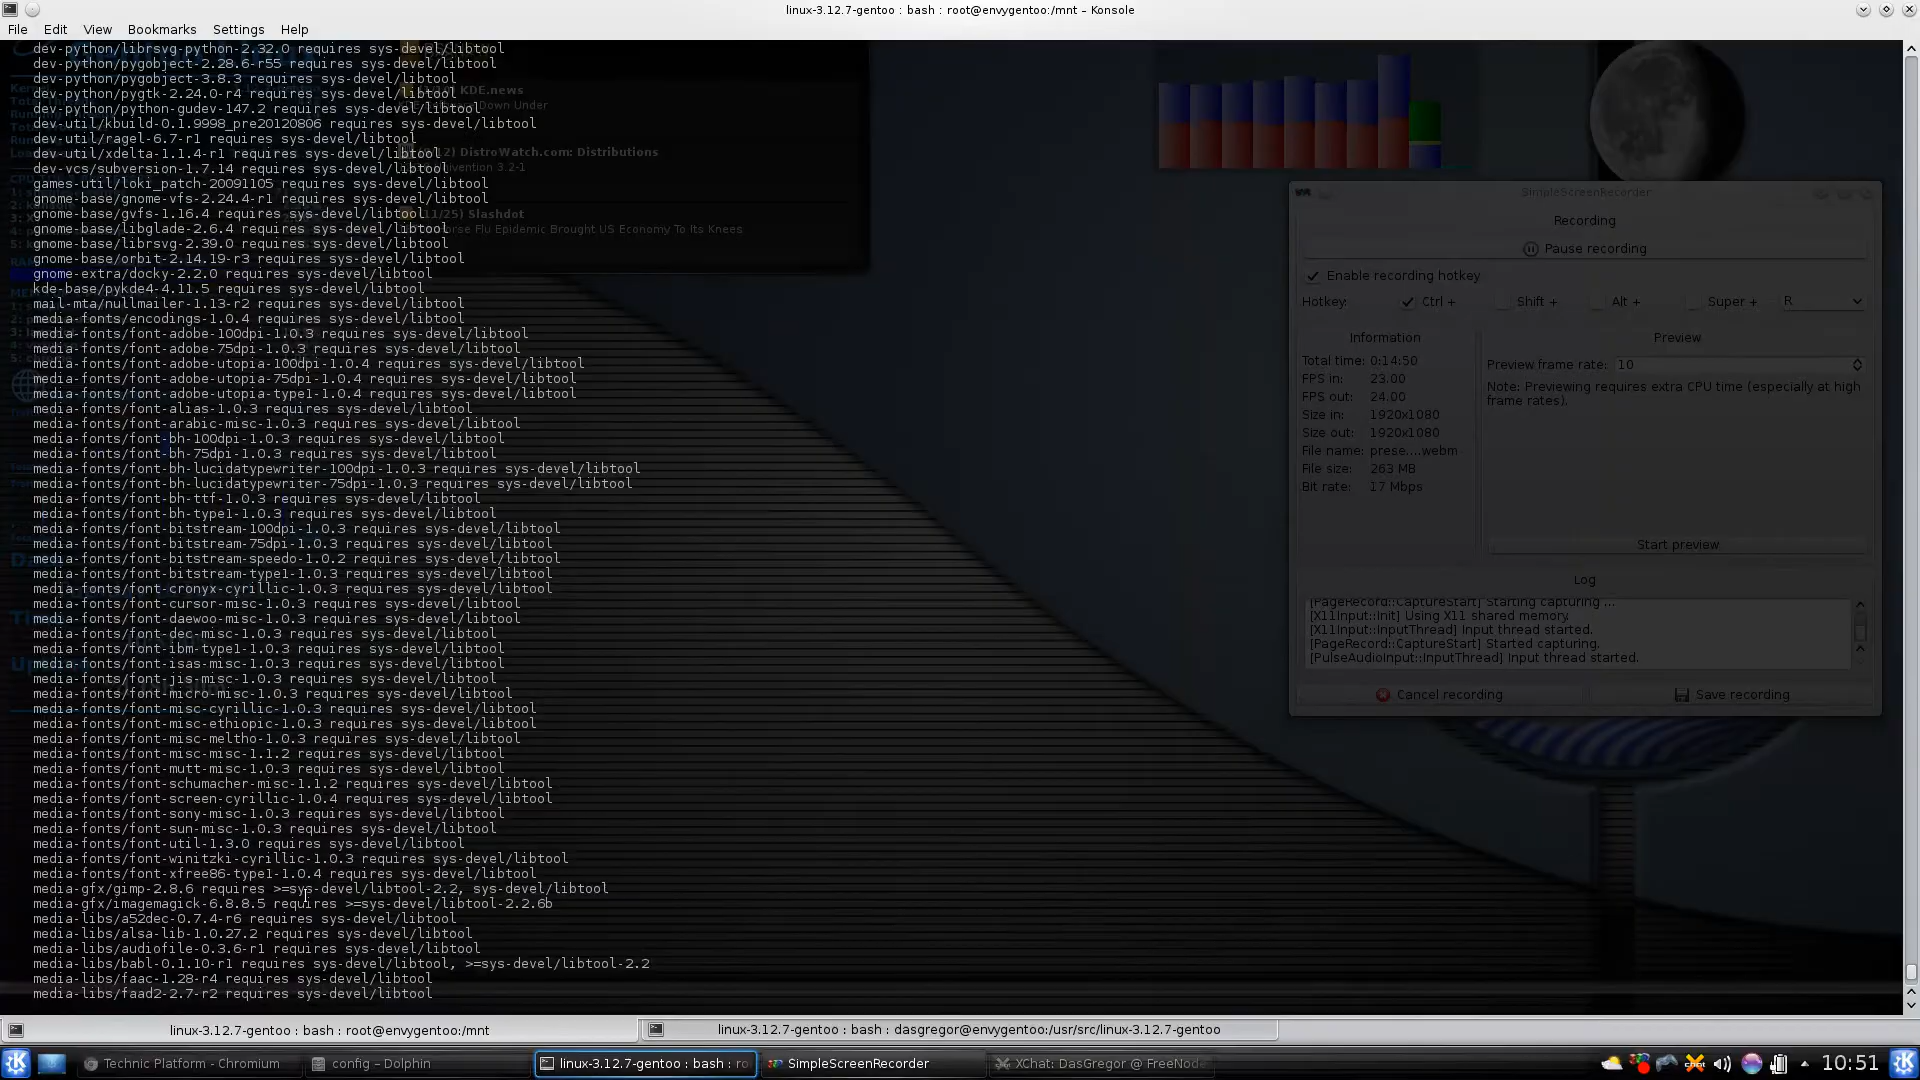 linux-3.12.7-gentoo : bash : root@envygentoo:/mnt – Konsole
File Edit View Bookmarks Settings Help
dev-python/librsvg-python-2.32.0 requires sys-devel/libtool
dev-python/pygobject-2.28.6-r55 requires sys-devel/libtool
dev-python/pygobject-3.8.3 requires sys-devel/libtool
dev-python/pygtk-2.24.0-r4 requires sys-devel/libtool
dev-python/python-gudev-147.2 requires sys-devel/libtool
dev-util/kbuild-0.1.9998_pre20120806 requires sys-devel/libtool
dev-util/ragel-6.7-r1 requires sys-devel/libtool
dev-util/xdelta-1.1.4-r1 requires sys-devel/libtool
dev-vcs/subversion-1.7.14 requires sys-devel/libtool
games-util/loki_patch-20091105 requires sys-devel/libtool
gnome-base/gnome-vfs-2.24.4-r1 requires sys-devel/libtool
gnome-base/gvfs-1.16.4 requires sys-devel/libtool
gnome-base/libglade-2.6.4 requires sys-devel/libtool
gnome-base/librsvg-2.39.0 requires sys-devel/libtool
gnome-base/orbit-2.14.19-r3 requires sys-devel/libtool
gnome-extra/docky-2.2.0 requires sys-devel/libtool
kde-base/pykde4-4.11.5 requires sys-devel/libtool
mail-mta/nullmailer-1.13-r2 requires sys-devel/libtool
media-fonts/encodings-1.0.4 requires sys-devel/libtool
media-fonts/font-adobe-100dpi-1.0.3 requires sys-devel/libtool
media-fonts/font-adobe-75dpi-1.0.3 requires sys-devel/libtool
media-fonts/font-adobe-utopia-100dpi-1.0.4 requires sys-devel/libtool
media-fonts/font-adobe-utopia-75dpi-1.0.4 requires sys-devel/libtool
media-fonts/font-adobe-utopia-type1-1.0.4 requires sys-devel/libtool
media-fonts/font-alias-1.0.3 requires sys-devel/libtool
media-fonts/font-arabic-misc-1.0.3 requires sys-devel/libtool
media-fonts/font-bh-100dpi-1.0.3 requires sys-devel/libtool
media-fonts/font-bh-75dpi-1.0.3 requires sys-devel/libtool
media-fonts/font-bh-lucidatypewriter-100dpi-1.0.3 requires sys-devel/libtool
media-fonts/font-bh-lucidatypewriter-75dpi-1.0.3 requires sys-devel/libtool
media-fonts/font-bh-ttf-1.0.3 requires sys-devel/libtool
media-fonts/font-bh-type1-1.0.3 requires sys-devel/libtool
media-fonts/font-bitstream-100dpi-1.0.3 requires sys-devel/libtool
media-fonts/font-bitstream-75dpi-1.0.3 requires sys-devel/libtool
media-fonts/font-bitstream-speedo-1.0.2 requires sys-devel/libtool
media-fonts/font-bitstream-type1-1.0.3 requires sys-devel/libtool
media-fonts/font-cronyx-cyrillic-1.0.3 requires sys-devel/libtool
media-fonts/font-cursor-misc-1.0.3 requires sys-devel/libtool
media-fonts/font-daewoo-misc-1.0.3 requires sys-devel/libtool
media-fonts/font-dec-misc-1.0.3 requires sys-devel/libtool
media-fonts/font-ibm-type1-1.0.3 requires sys-devel/libtool
media-fonts/font-isas-misc-1.0.3 requires sys-devel/libtool
media-fonts/font-jis-misc-1.0.3 requires sys-devel/libtool
media-fonts/font-micro-misc-1.0.3 requires sys-devel/libtool
media-fonts/font-misc-cyrillic-1.0.3 requires sys-devel/libtool
media-fonts/font-misc-ethiopic-1.0.3 requires sys-devel/libtool
media-fonts/font-misc-meltho-1.0.3 requires sys-devel/libtool
media-fonts/font-misc-misc-1.1.2 requires sys-devel/libtool
media-fonts/font-mutt-misc-1.0.3 requires sys-devel/libtool
media-fonts/font-schumacher-misc-1.1.2 requires sys-devel/libtool
media-fonts/font-screen-cyrillic-1.0.4 requires sys-devel/libtool
media-fonts/font-sony-misc-1.0.3 requires sys-devel/libtool
media-fonts/font-sun-misc-1.0.3 requires sys-devel/libtool
media-fonts/font-util-1.3.0 requires sys-devel/libtool
media-fonts/font-winitzki-cyrillic-1.0.3 requires sys-devel/libtool
media-fonts/font-xfree86-type1-1.0.4 requires sys-devel/libtool
media-gfx/gimp-2.8.6 requires >=sys-devel/libtool-2.2, sys-devel/libtool
media-gfx/imagemagick-6.8.8.5 requires >=sys-devel/libtool-2.2.6b
media-libs/a52dec-0.7.4-r6 requires sys-devel/libtool
media-libs/alsa-lib-1.0.27.2 requires sys-devel/libtool
media-libs/audiofile-0.3.6-r1 requires sys-devel/libtool
media-libs/babl-0.1.10-r1 requires sys-devel/libtool, >=sys-devel/libtool-2.2
media-libs/faac-1.28-r4 requires sys-devel/libtool
media-libs/faad2-2.7-r2 requires sys-devel/libtool
KDE.news
Down Under
DistroWatch.com: Distributions
3.2-1
11/25) Slashdot
Flu Epidemic Brought US Economy To Its Knees
SimpleScreenRecorder
Recording
Pause recording
Enable recording hotkey
Hotkey: Ctrl + Shift + Alt + Super + R
Information
Total time: 0:14:50
FPS in: 23.00
FPS out: 24.00
Size in: 1920x1080
Size out: 1920x1080
File name: prese....webm
File size: 263 MB
Bit rate: 17 Mbps
Preview
Preview frame rate: 10
Note: Previewing requires extra CPU time (especially at high
frame rates).
Start preview
Log
[PageRecord::CaptureStart] Starting capturing ...
[X11Input::Init] Using X11 shared memory.
[X11Input::InputThread] Input thread started.
[PageRecord::CaptureStart] Started capturing.
[PulseAudioInput::InputThread] Input thread started.
Cancel recording
Save recording
linux-3.12.7-gentoo : bash : root@envygentoo:/mnt
linux-3.12.7-gentoo : bash : dasgregor@envygentoo:/usr/src/linux-3.12.7-gentoo
Technic Platform - Chromium
config – Dolphin
linux-3.12.7-gentoo : bash : ro
SimpleScreenRecorder
XChat: DasGregor @ FreeNode
10:51